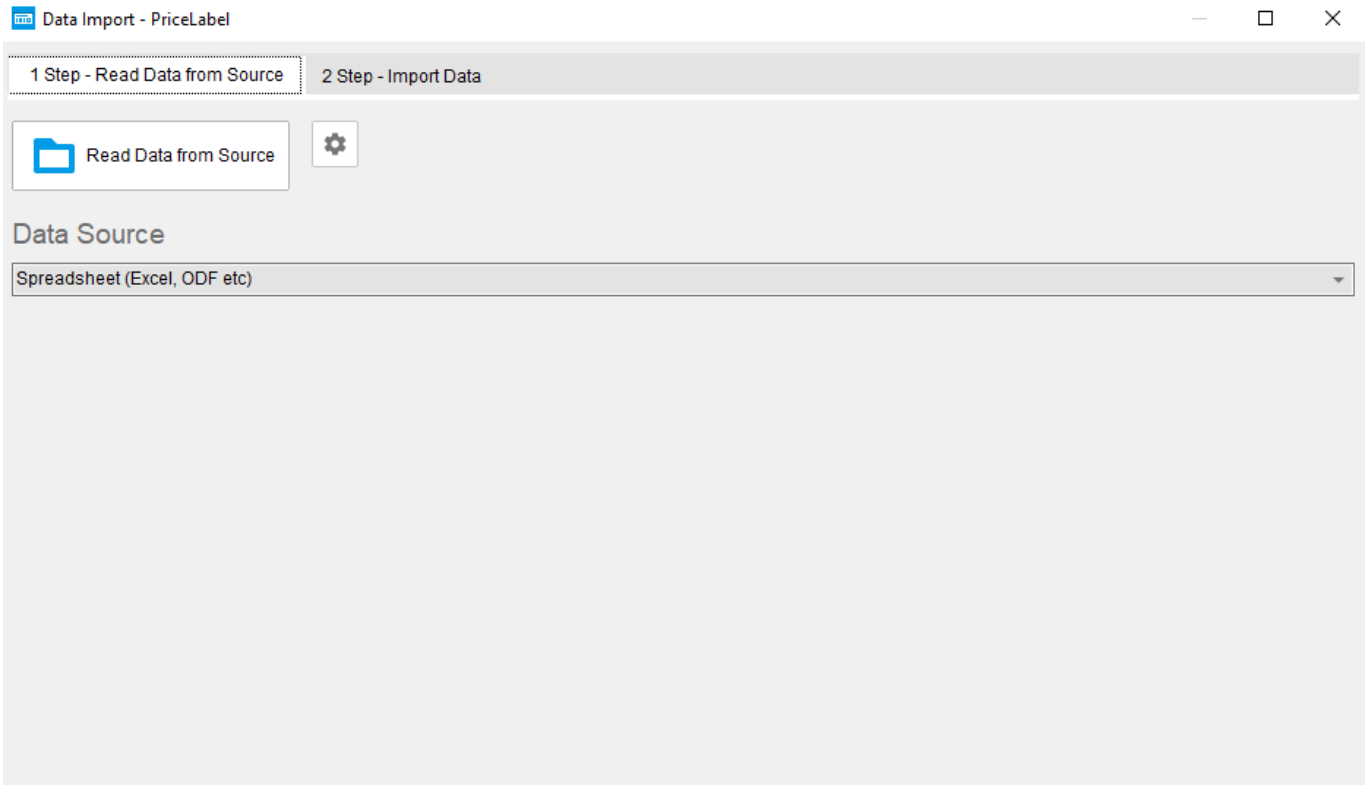 Data Import - PriceLabel
1 Step - Read Data from Source
2 Step - Import Data
Read Data from Source
Data Source
Spreadsheet (Excel, ODF etc)